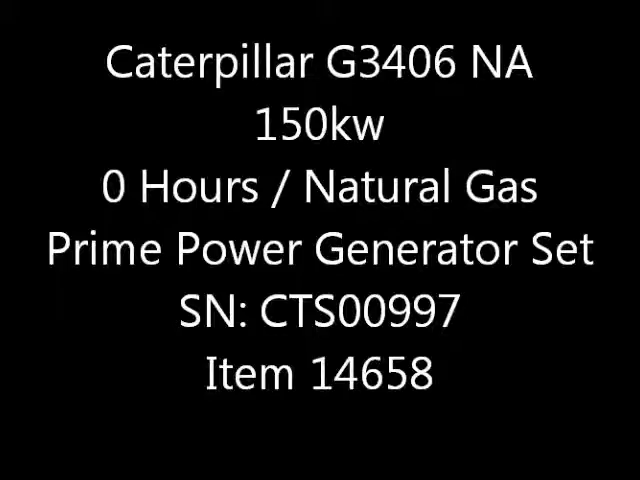 Caterpillar G3406 NA
150kw
0 Hours / Natural Gas
Prime Power Generator Set
SN: CTS00997
Item 14658